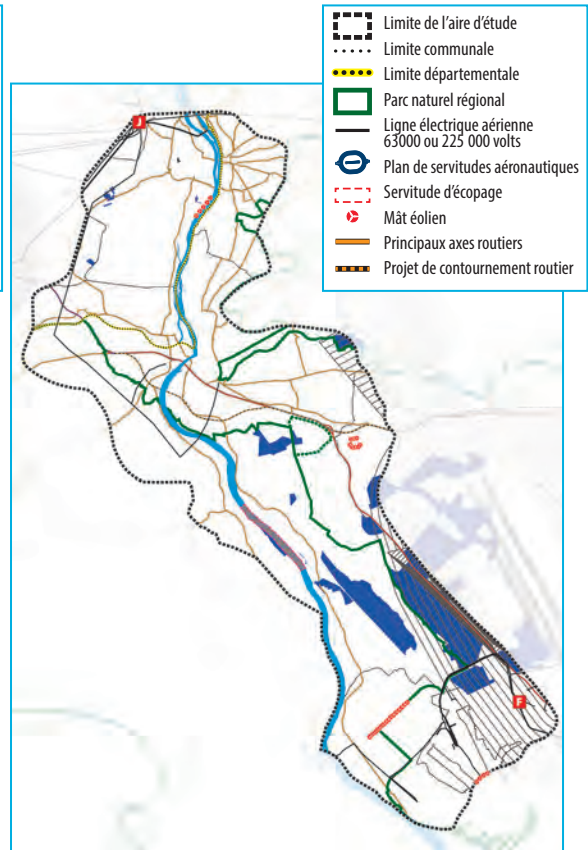 Limite de l'aire d'étude
Limite communale
Limite départementale
Parc naturel régional
Ligne électrique aérienne
63000 ou 225 000 volts
Plan de servitudes aéronautiques
Servitude d'écopage
Mât éolien
Principaux axes routiers
Projet de contournement routier
J
F